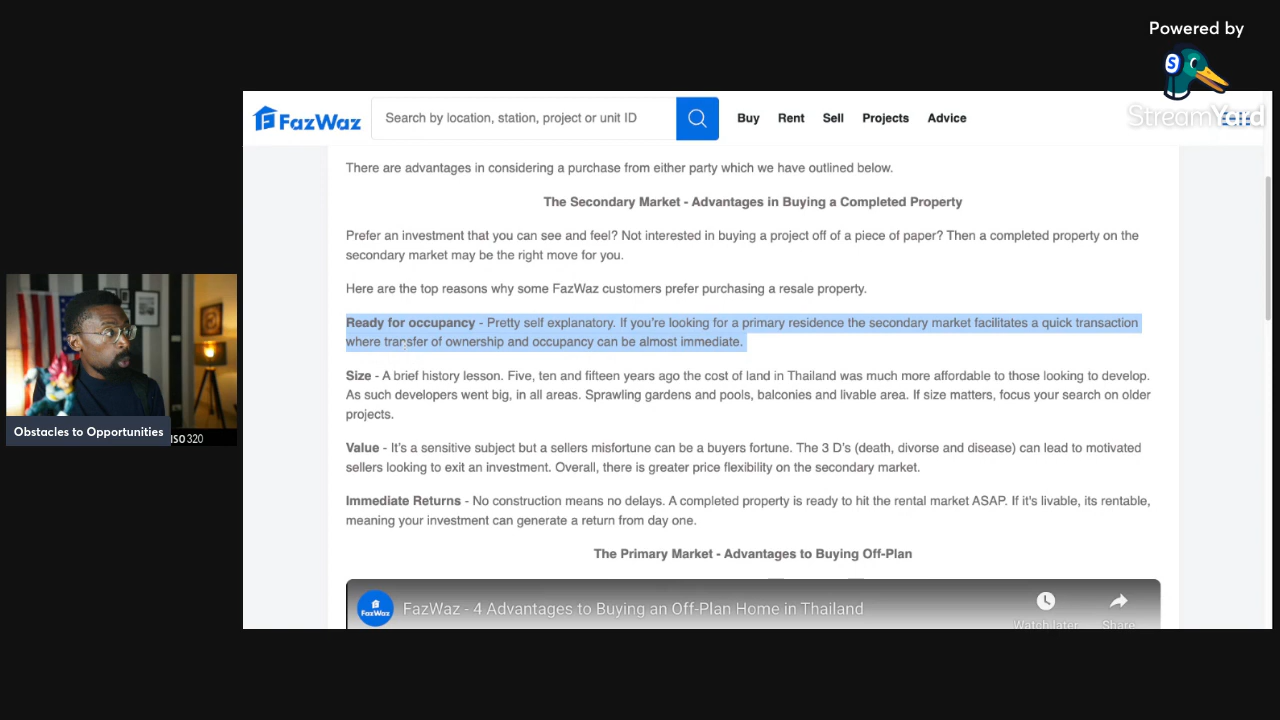 Powered by
S
StreamYard
FazWaz
Search by location, station, project or unit ID
Buy
Rent
Sell
Projects
Advice
There are advantages in considering a purchase from either party which we have outlined below.
The Secondary Market - Advantages in Buying a Completed Property
Prefer an investment that you can see and feel? Not interested in buying a project off of a piece of paper? Then a completed property on the
secondary market may be the right move for you.
Here are the top reasons why some FazWaz customers prefer purchasing a resale property.
Ready for occupancy - Pretty self explanatory. If you're looking for a primary residence the secondary market facilitates a quick transaction
where transfer of ownership and occupancy can be almost immediate.
Size - A brief history lesson. Five, ten and fifteen years ago the cost of land in Thailand was much more affordable to those looking to develop.
As such developers went big, in all areas. Sprawling gardens and pools, balconies and livable area. If size matters, focus your search on older
projects.
Value - It's a sensitive subject but a sellers misfortune can be a buyers fortune. The 3 D's (death, divorse and disease) can lead to motivated
sellers looking to exit an investment. Overall, there is greater price flexibility on the secondary market.
Immediate Returns - No construction means no delays. A completed property is ready to hit the rental market ASAP. If it's livable, its rentable,
meaning your investment can generate a return from day one.
The Primary Market - Advantages to Buying Off-Plan
FazWaz
FazWaz - 4 Advantages to Buying an Off-Plan Home in Thailand
Watch later
Share
Obstacles to Opportunities
ISO 320